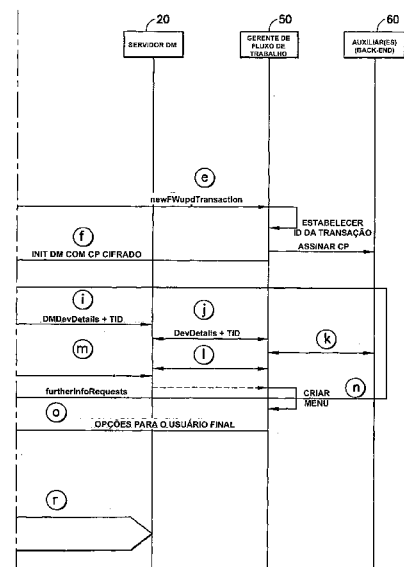 20
50
60
SERVIDOR DM
GERENTE DE
FLUXO DE
TRABALHO
AUXILIAR(ES)
(BACK-END)
e
newFWupdTransaction
ESTABELECER
ID DA TRANSAÇÃO
f
ASSINAR CP
INIT DM COM CP CIFRADO
i
j
DMDevDetails + TID
DevDetails + TID
k
m
l
n
furtherInfoRequests
CRIAR
MENU
o
OPÇÕES PARA O USUÁRIO FINAL
r